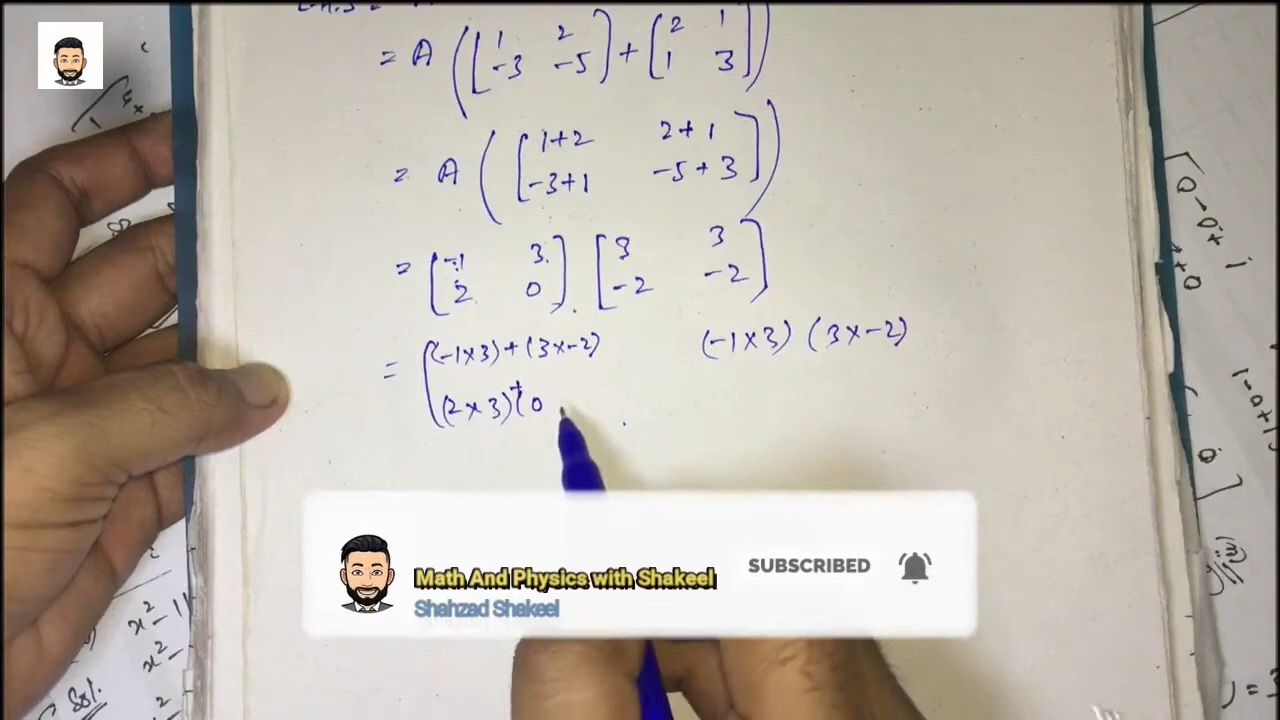 = A ([1 2 -3 -5] + [2 1 1 3])
= A ([1+2 2+1 -3+1 -5+3])
= [-1 3 2 0] . [3 3 -2 -2]
= [(-1×3)+(3×-2) (-1×3) (3×-2)
(2×3)+(0
Math And Physics with Shakeel
Shahzad Shakeel
SUBSCRIBED
Sol.